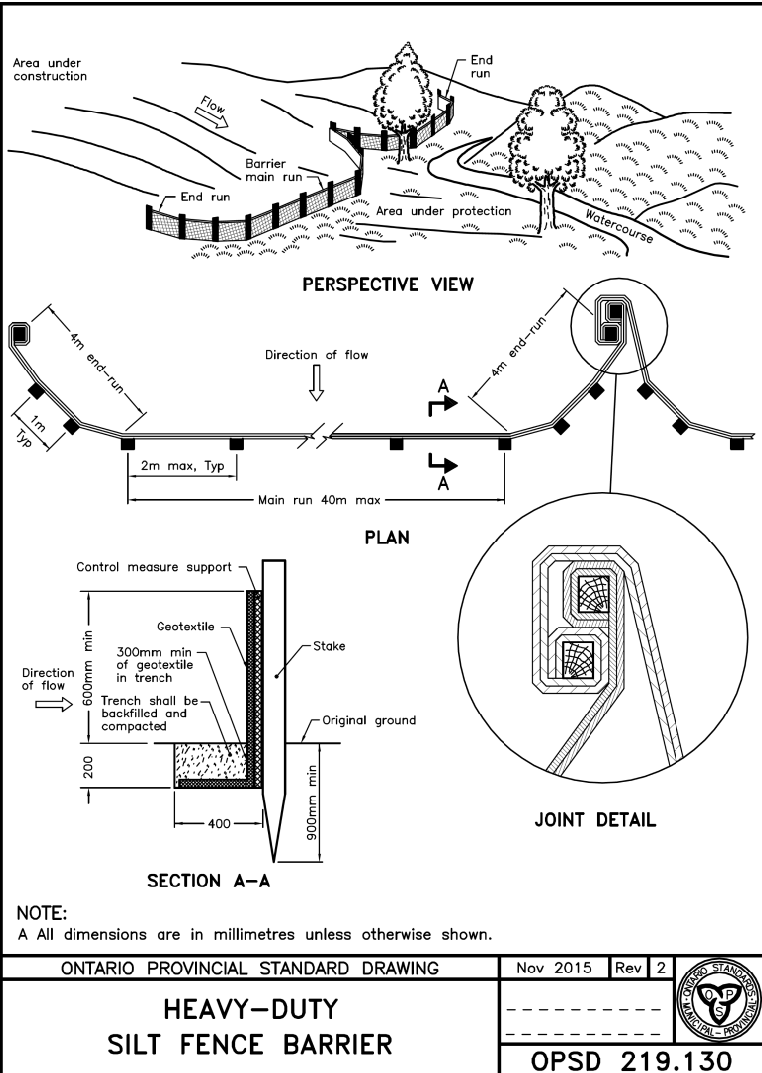 Area under
construction
Flow
End
run
Barrier
main run
End run
Area under protection
Watercourse
PERSPECTIVE VIEW
4m end-run
Direction of flow
4m end-run
1m
Typ
A
A
2m max, Typ
Main run 40m max
PLAN
Control measure support
Geotextile
300mm min
of geotextile
in trench
Stake
600mm min
Direction
of flow
Trench shall be
backfilled and
compacted
Original ground
200
400
900mm min
SECTION A-A
JOINT DETAIL
NOTE:
A All dimensions are in millimetres unless otherwise shown.
ONTARIO PROVINCIAL STANDARD DRAWING
Nov 2015 Rev 2
HEAVY-DUTY
SILT FENCE BARRIER
ONTARIO STANDARDS
MUNICIPAL - PROVINCIAL
O P
S
OPSD 219.130